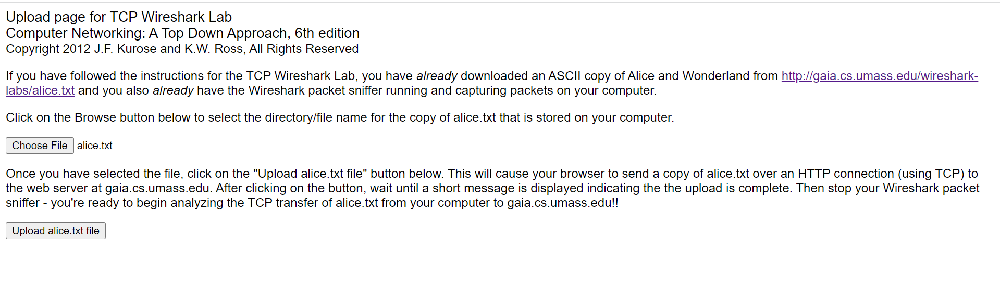 Upload page for TCP Wireshark Lab
Computer Networking: A Top Down Approach, 6th edition
Copyright 2012 J.F. Kurose and K.W. Ross, All Rights Reserved
If you have followed the instructions for the TCP Wireshark Lab, you have already downloaded an ASCII copy of Alice and Wonderland from http://gaia.cs.umass.edu/wireshark-
labs/alice.txt and you also already have the Wireshark packet sniffer running and capturing packets on your computer.
Click on the Browse button below to select the directory/file name for the copy of alice.txt that is stored on your computer.
Choose File alice.txt
Once you have selected the file, click on the "Upload alice.txt file" button below. This will cause your browser to send a copy of alice.txt over an HTTP connection (using TCP) to
the web server at gaia.cs.umass.edu. After clicking on the button, wait until a short message is displayed indicating the the upload is complete. Then stop your Wireshark packet
sniffer - you're ready to begin analyzing the TCP transfer of alice.txt from your computer to gaia.cs.umass.edu!!
Upload alice.txt file